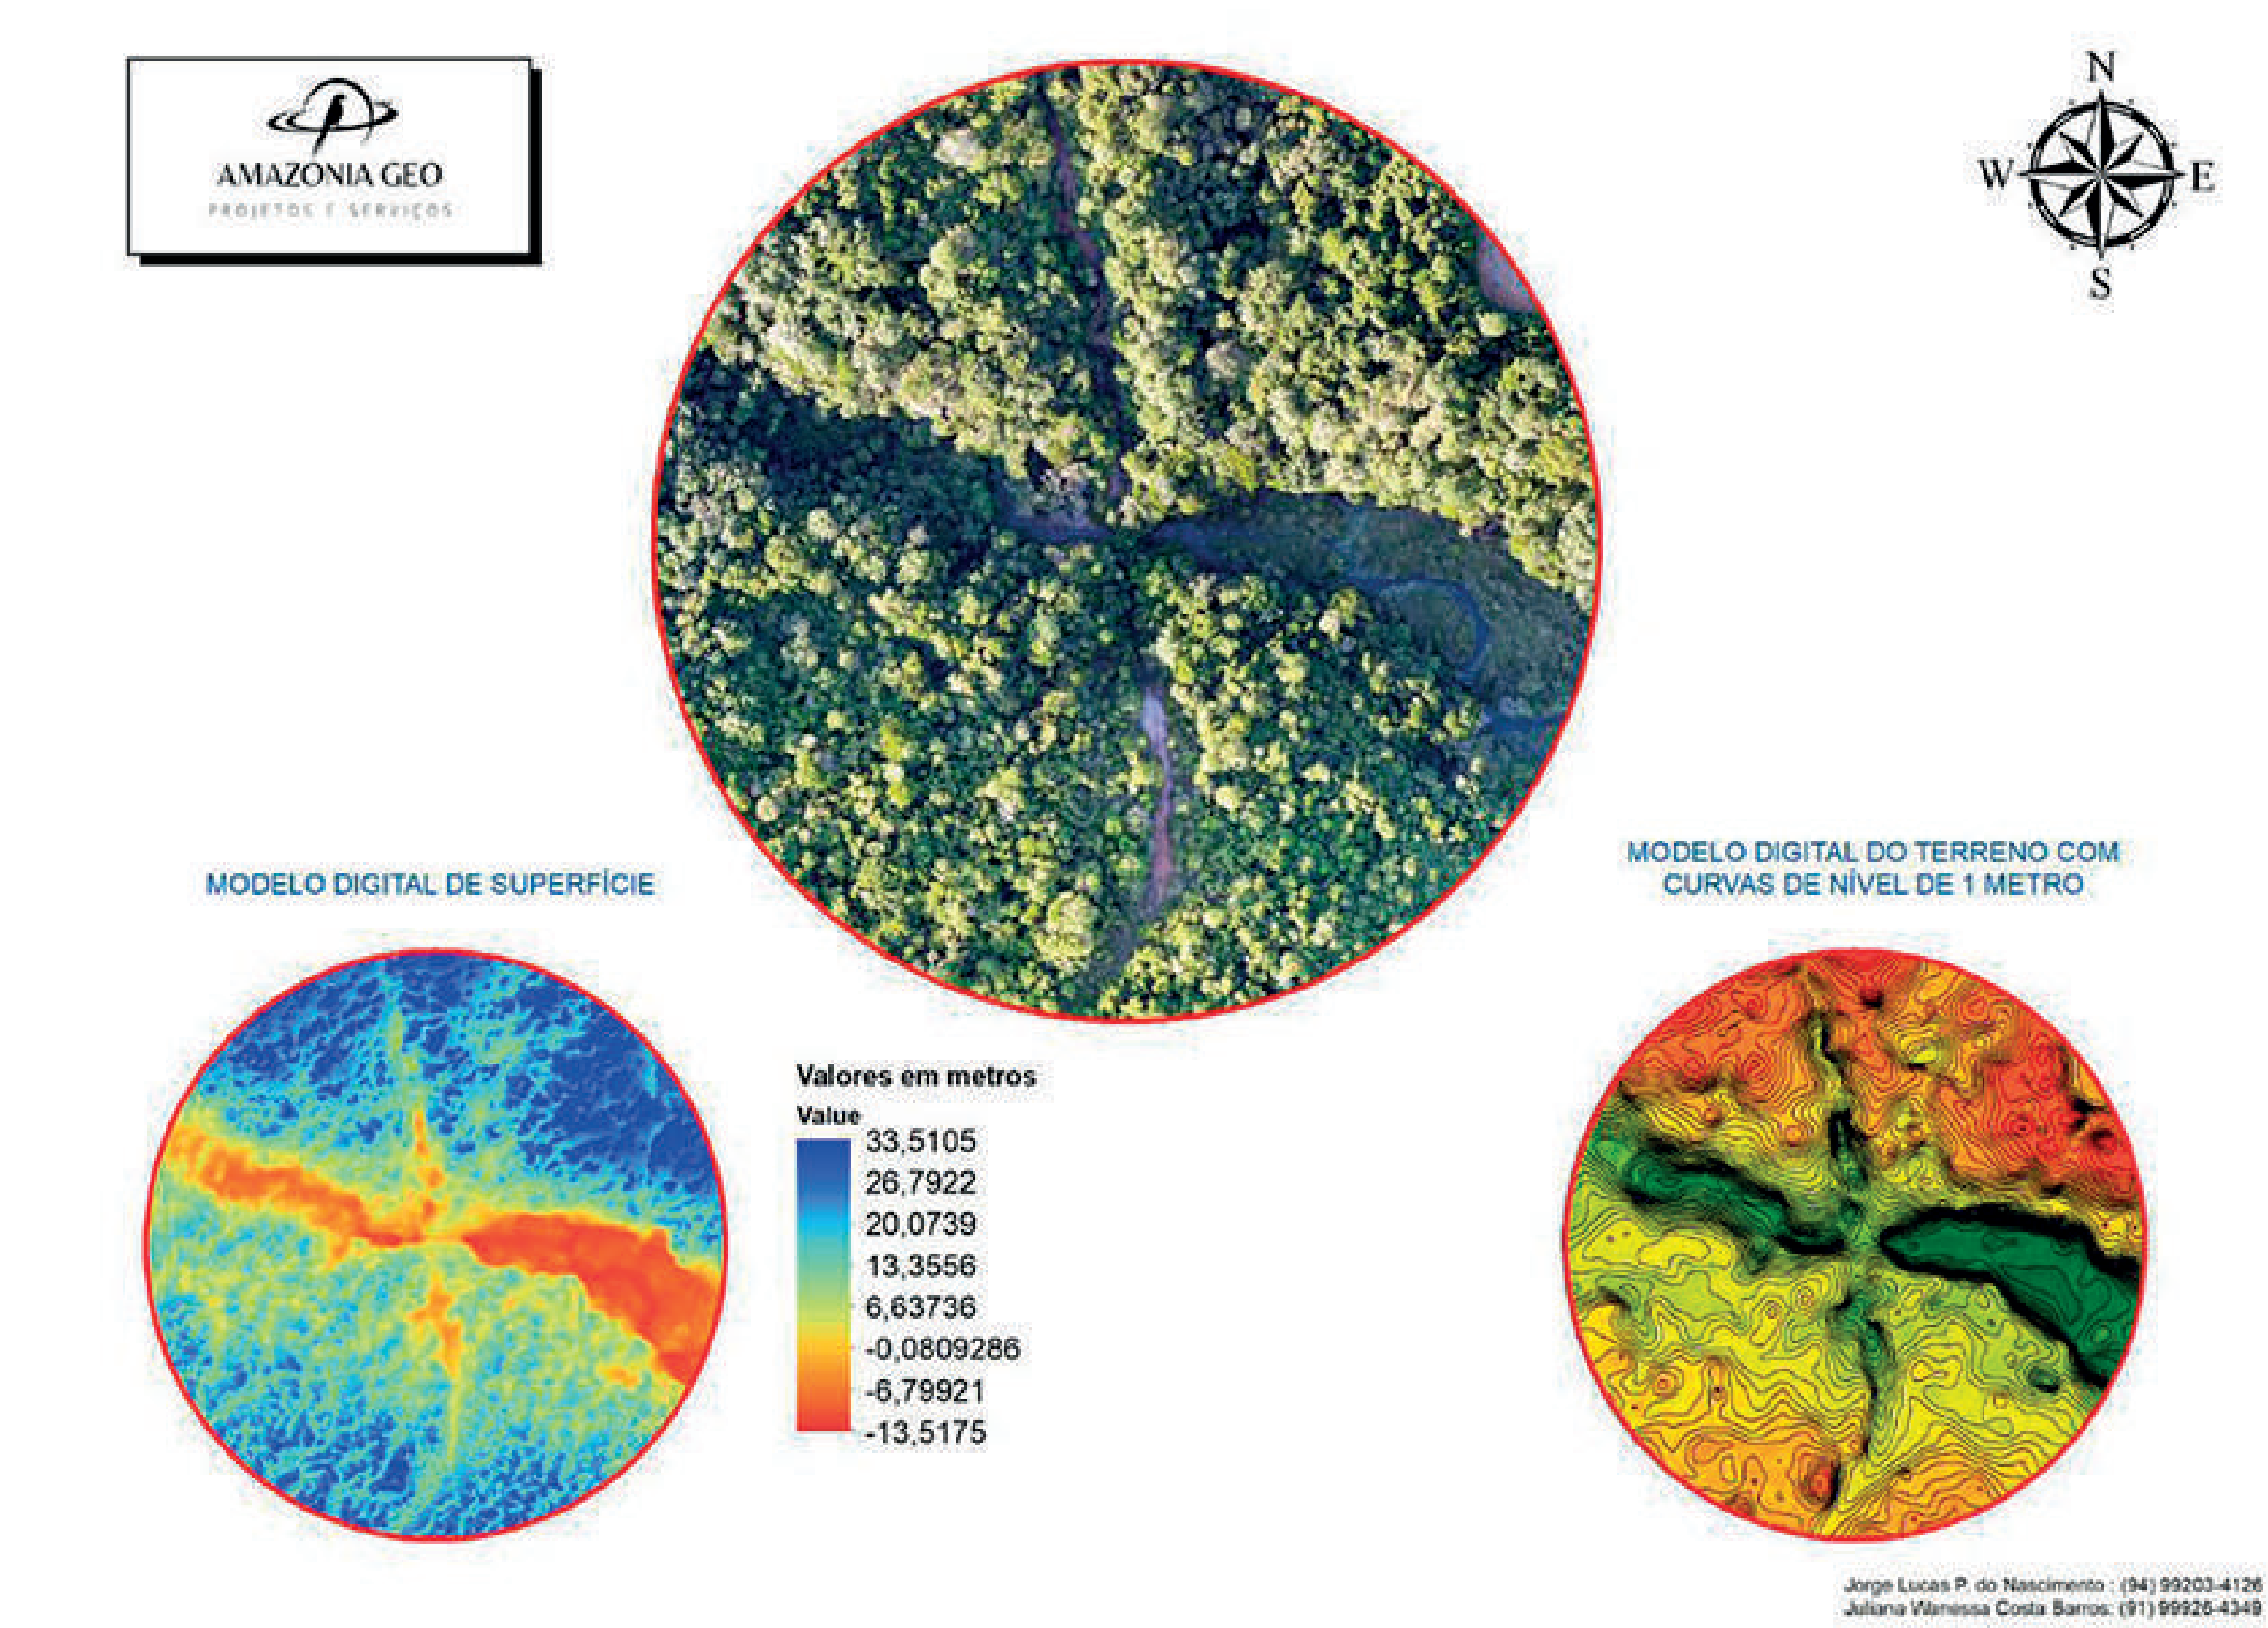 AMAZONIA GEO
PROJETOS E SERVIÇOS
N
W
E
S
MODELO DIGITAL DE SUPERFÍCIE
MODELO DIGITAL DO TERRENO COM
CURVAS DE NÍVEL DE 1 METRO
Valores em metros
Value
33,5105
26,7922
20,0739
13,3556
6,63736
-0,0809286
-6,79921
-13,5175
Jorge Lucas P. do Nascimento : (94) 99203-4126
Juliana Wanessa Costa Barros: (91) 99926-4349